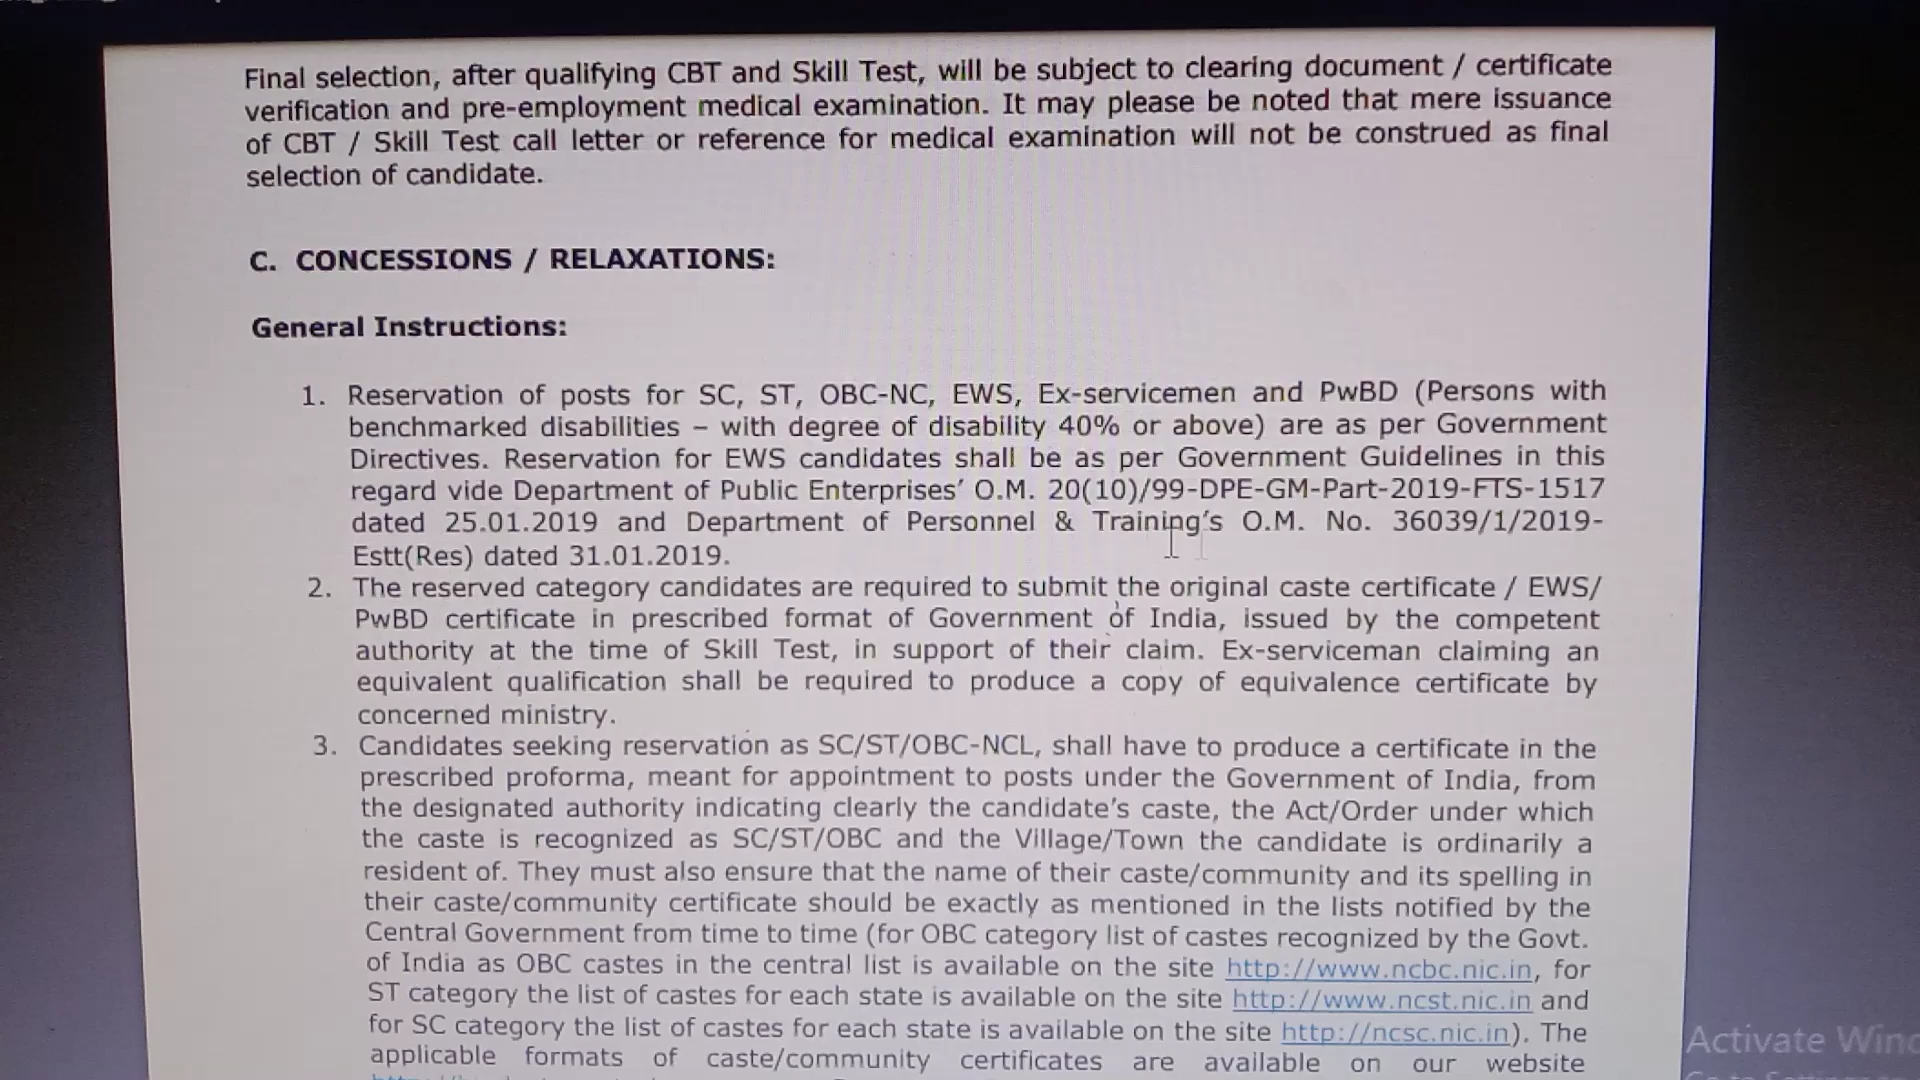 Final selection, after qualifying CBT and Skill Test, will be subject to clearing document / certificate
verification and pre-employment medical examination. It may please be noted that mere issuance
of CBT / Skill Test call letter or reference for medical examination will not be construed as final
selection of candidate.
C. CONCESSIONS / RELAXATIONS:
General Instructions:
1. Reservation of posts for SC, ST, OBC-NC, EWS, Ex-servicemen and PwBD (Persons with
benchmarked disabilities – with degree of disability 40% or above) are as per Government
Directives. Reservation for EWS candidates shall be as per Government Guidelines in this
regard vide Department of Public Enterprises' O.M. 20(10)/99-DPE-GM-Part-2019-FTS-1517
dated 25.01.2019 and Department of Personnel & Training's O.M. No. 36039/1/2019-
Estt(Res) dated 31.01.2019.
2. The reserved category candidates are required to submit the original caste certificate / EWS/
PwBD certificate in prescribed format of Government of India, issued by the competent
authority at the time of Skill Test, in support of their claim. Ex-serviceman claiming an
equivalent qualification shall be required to produce a copy of equivalence certificate by
concerned ministry.
3. Candidates seeking reservation as SC/ST/OBC-NCL, shall have to produce a certificate in the
prescribed proforma, meant for appointment to posts under the Government of India, from
the designated authority indicating clearly the candidate's caste, the Act/Order under which
the caste is recognized as SC/ST/OBC and the Village/Town the candidate is ordinarily a
resident of. They must also ensure that the name of their caste/community and its spelling in
their caste/community certificate should be exactly as mentioned in the lists notified by the
Central Government from time to time (for OBC category list of castes recognized by the Govt.
of India as OBC castes in the central list is available on the site http://www.ncbc.nic.in, for
ST category the list of castes for each state is available on the site http://www.ncst.nic.in and
for SC category the list of castes for each state is available on the site http://ncsc.nic.in). The
applicable formats of caste/community certificates are available on our website
Activate Wind